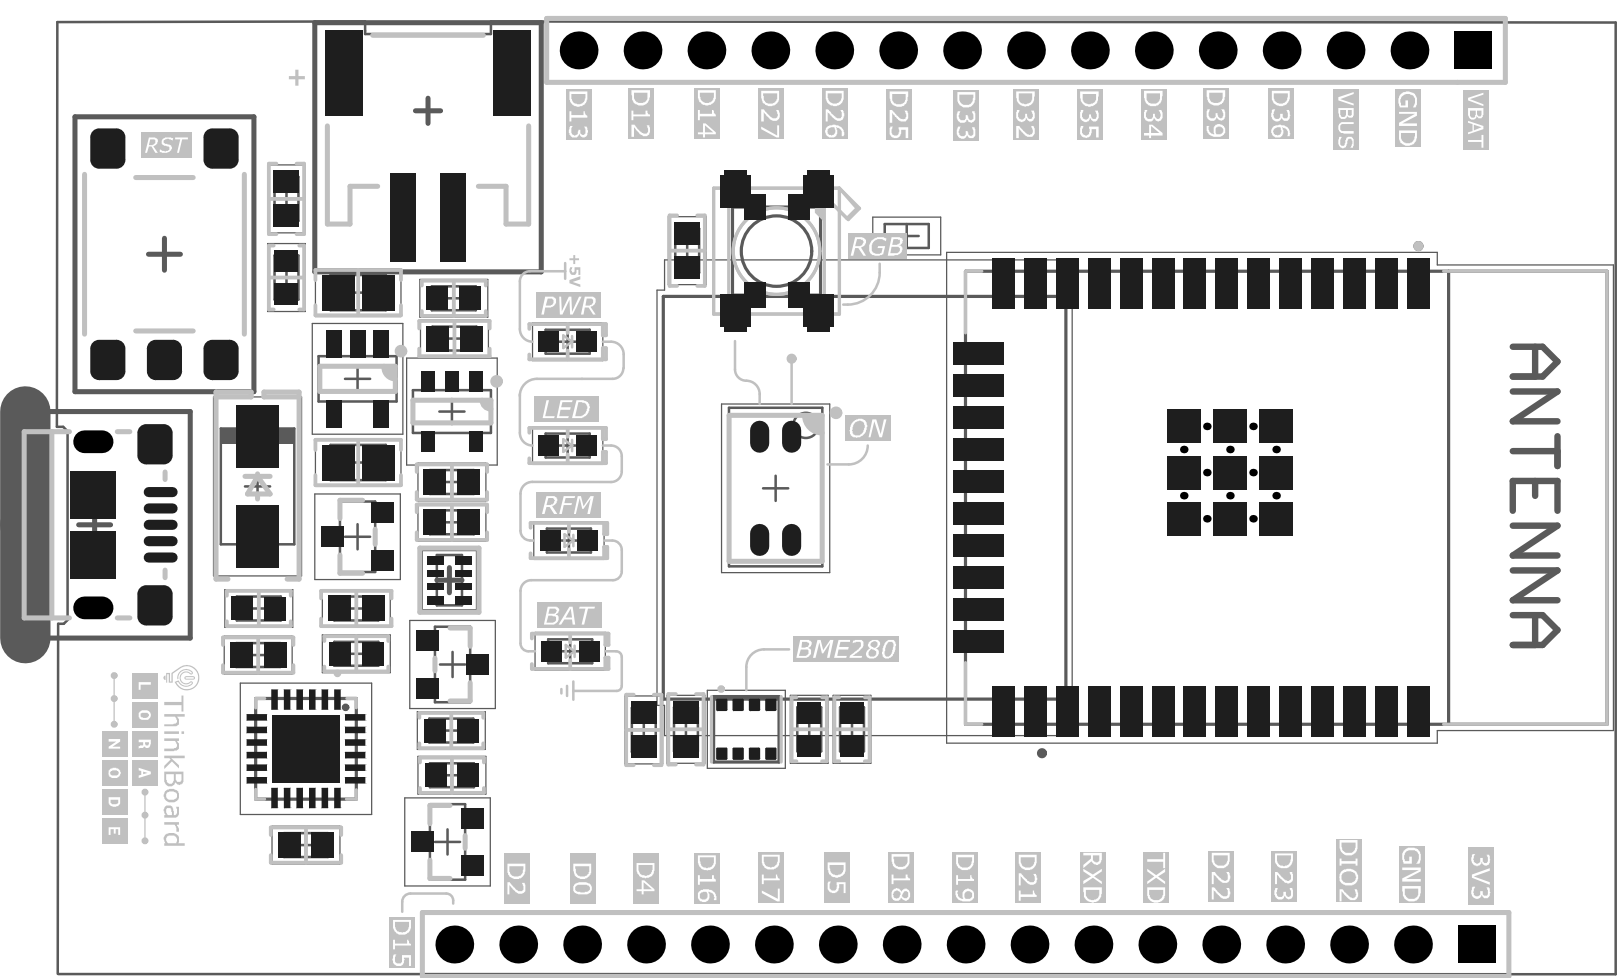 D13
D12
D14
D27
D26
D25
D33
D32
D35
D34
D39
D36
VBUS
GND
VBAT
RST
+5V
PWR
RGB
LED
ON
RFM
BAT
BME280
ANTENNA
ThinkBoard
LORA
NODE
D15
D2
D0
D4
D16
D17
D5
D18
D19
D21
RXD
TXD
D22
D23
DIO2
GND
3V3